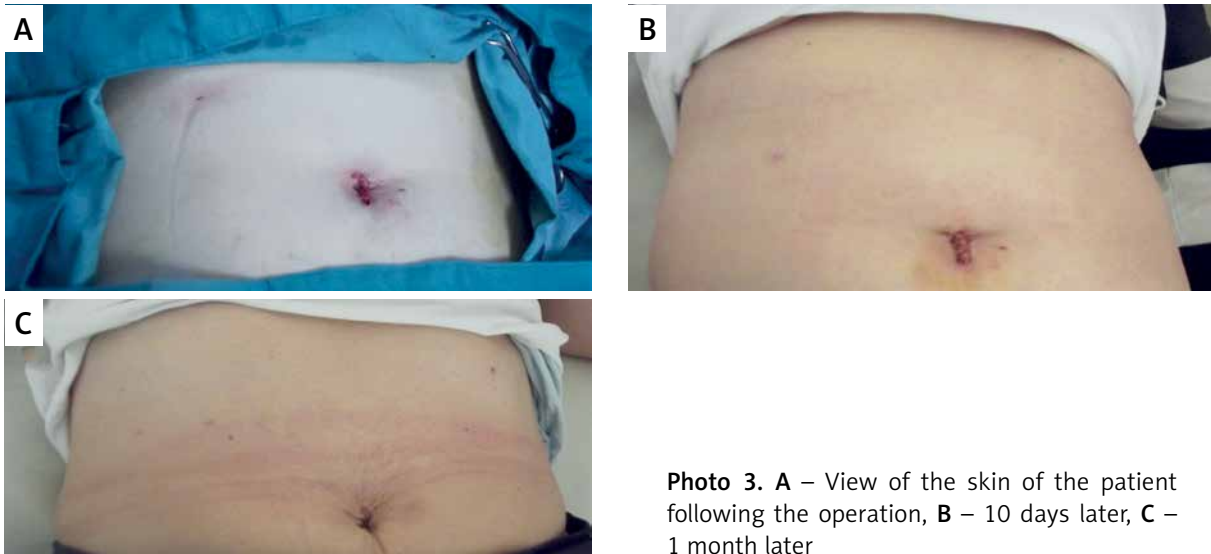 A
B
C
Photo 3. A – View of the skin of the patient
following the operation, B – 10 days later, C –
1 month later